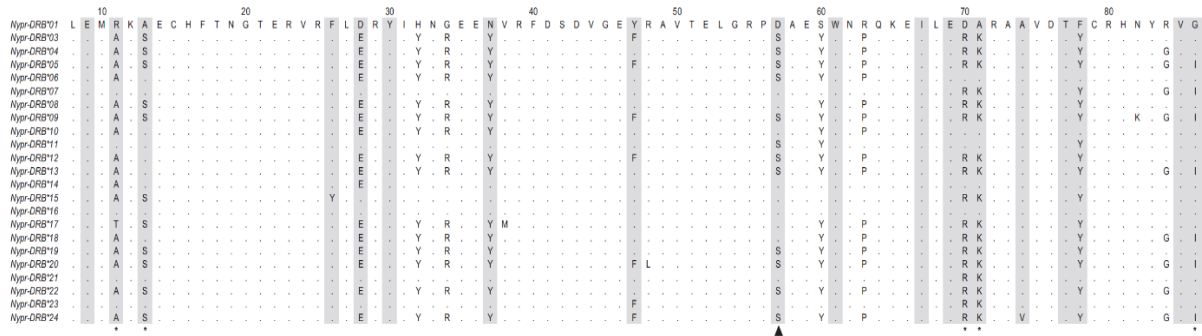 10 20 30 40 50 60 70 80
Nypr-DRB*01 L E M R K A E C H F T N G T E R V R F L D R Y I H N G E E N V R F D S D V G E Y R A V T E L G R P D A E S W N R Q K E I L E D A R A A V D T F C R H N Y R V G
Nypr-DRB*03 A S E Y R Y F S Y P R K Y
Nypr-DRB*04 A S E Y R Y S Y P R K Y G
Nypr-DRB*05 A S E Y R Y F S Y P R K Y G I
Nypr-DRB*06 A E Y R Y S Y P
Nypr-DRB*07 R K Y G I
Nypr-DRB*08 A S E Y R Y Y P R K Y
Nypr-DRB*09 A S E Y R Y F S Y P R K Y K G I
Nypr-DRB*10 A E Y R Y Y P Y
Nypr-DRB*11 S Y Y
Nypr-DRB*12 A E Y R Y F S Y P R K Y
Nypr-DRB*13 A E Y R Y S Y P R K Y G I
Nypr-DRB*14 A E
Nypr-DRB*15 A S Y R K Y
Nypr-DRB*16
Nypr-DRB*17 T S E Y R Y M Y P R K Y
Nypr-DRB*18 A E Y R Y Y P R K Y G I
Nypr-DRB*19 A S E Y R Y S Y P R K Y
Nypr-DRB*20 A S E Y R Y F L S Y P R K Y G I
Nypr-DRB*21 R K
Nypr-DRB*22 A S E Y R Y S Y P R K Y G
Nypr-DRB*23 F R K
Nypr-DRB*24 A S E Y R Y F S Y P R K V Y G I
* * * * *